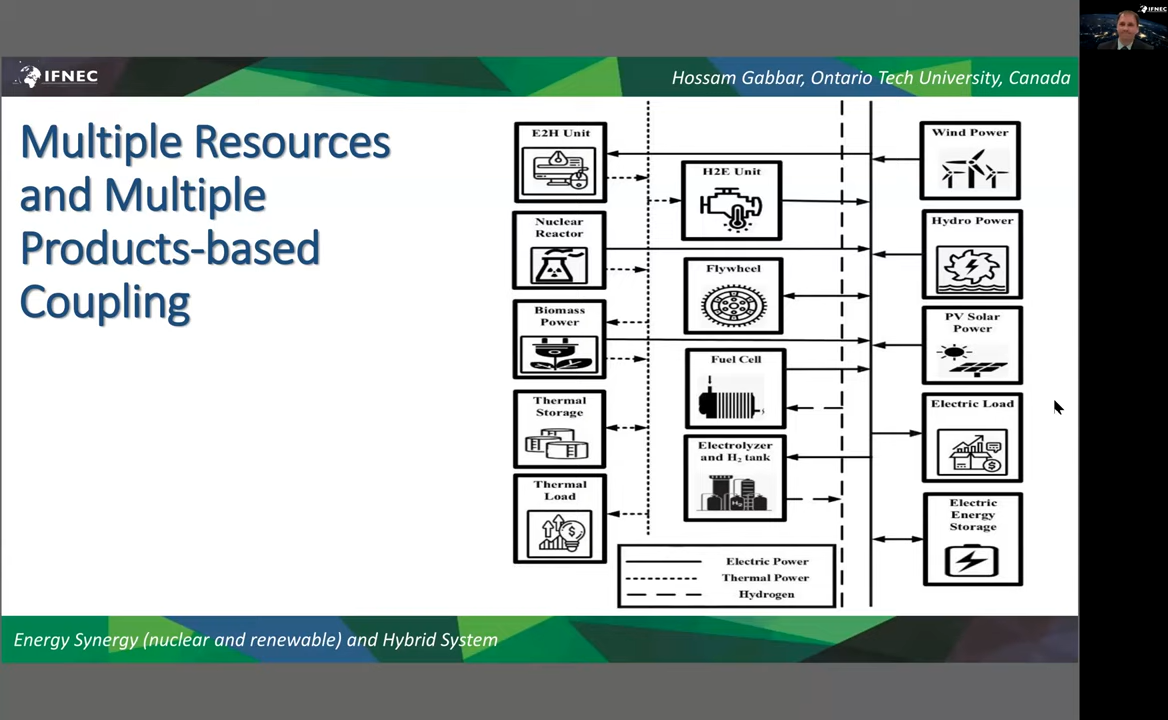 IFNEC
IFNEC
Hossam Gabbar, Ontario Tech University, Canada
Multiple Resources
and Multiple
Products-based
Coupling
E2H Unit
Nuclear
Reactor
Biomass
Power
Thermal
Storage
Thermal
Load
H2E Unit
Flywheel
Fuel Cell
Electrolyzer
and H₂ tank
Wind Power
Hydro Power
PV Solar
Power
Electric Load
Electric
Energy
Storage
Electric Power
Thermal Power
Hydrogen
Energy Synergy (nuclear and renewable) and Hybrid System